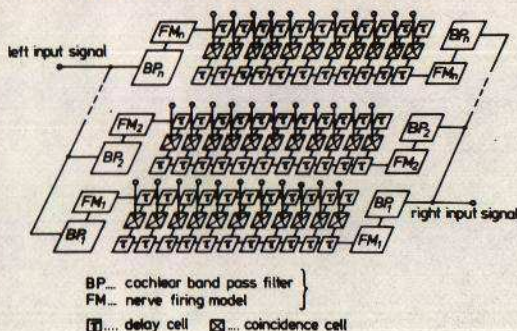 left input signal
BPn FMn τ τ τ τ τ τ τ τ τ τ BPn
τ τ τ τ τ τ τ τ τ τ FMn
BP2 FM2 τ τ τ τ τ τ τ τ τ τ BP2
τ τ τ τ τ τ τ τ τ τ FM2
BP1 FM1 τ τ τ τ τ τ τ τ τ τ BP1
τ τ τ τ τ τ τ τ τ τ FM1
right input signal
BP.... cochlear band pass filter
FM... nerve firing model
τ.... delay cell .... coincidence cell